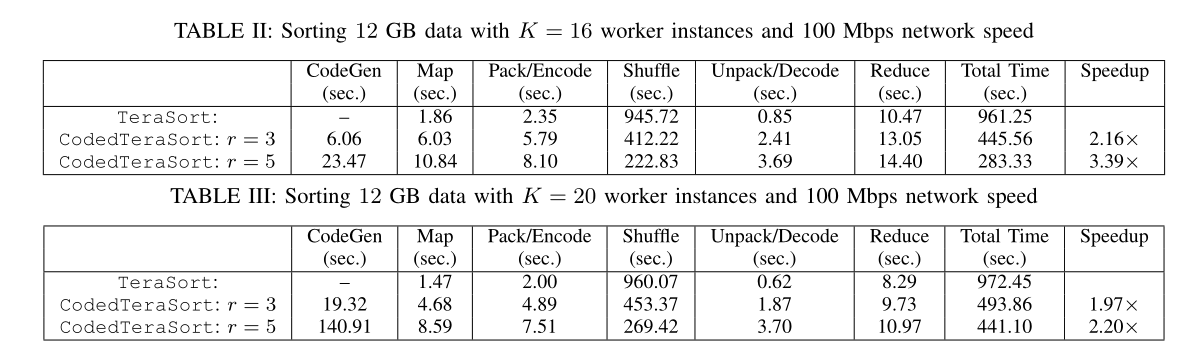 TABLE II: Sorting 12 GB data with K = 16 worker instances and 100 Mbps network speed
CodeGen Map Pack/Encode Shuffle Unpack/Decode Reduce Total Time Speedup
(sec.) (sec.) (sec.) (sec.) (sec.) (sec.) (sec.)
TeraSort: – 1.86 2.35 945.72 0.85 10.47 961.25
CodedTeraSort: r = 3 6.06 6.03 5.79 412.22 2.41 13.05 445.56 2.16×
CodedTeraSort: r = 5 23.47 10.84 8.10 222.83 3.69 14.40 283.33 3.39×
TABLE III: Sorting 12 GB data with K = 20 worker instances and 100 Mbps network speed
CodeGen Map Pack/Encode Shuffle Unpack/Decode Reduce Total Time Speedup
(sec.) (sec.) (sec.) (sec.) (sec.) (sec.) (sec.)
TeraSort: – 1.47 2.00 960.07 0.62 8.29 972.45
CodedTeraSort: r = 3 19.32 4.68 4.89 453.37 1.87 9.73 493.86 1.97×
CodedTeraSort: r = 5 140.91 8.59 7.51 269.42 3.70 10.97 441.10 2.20×